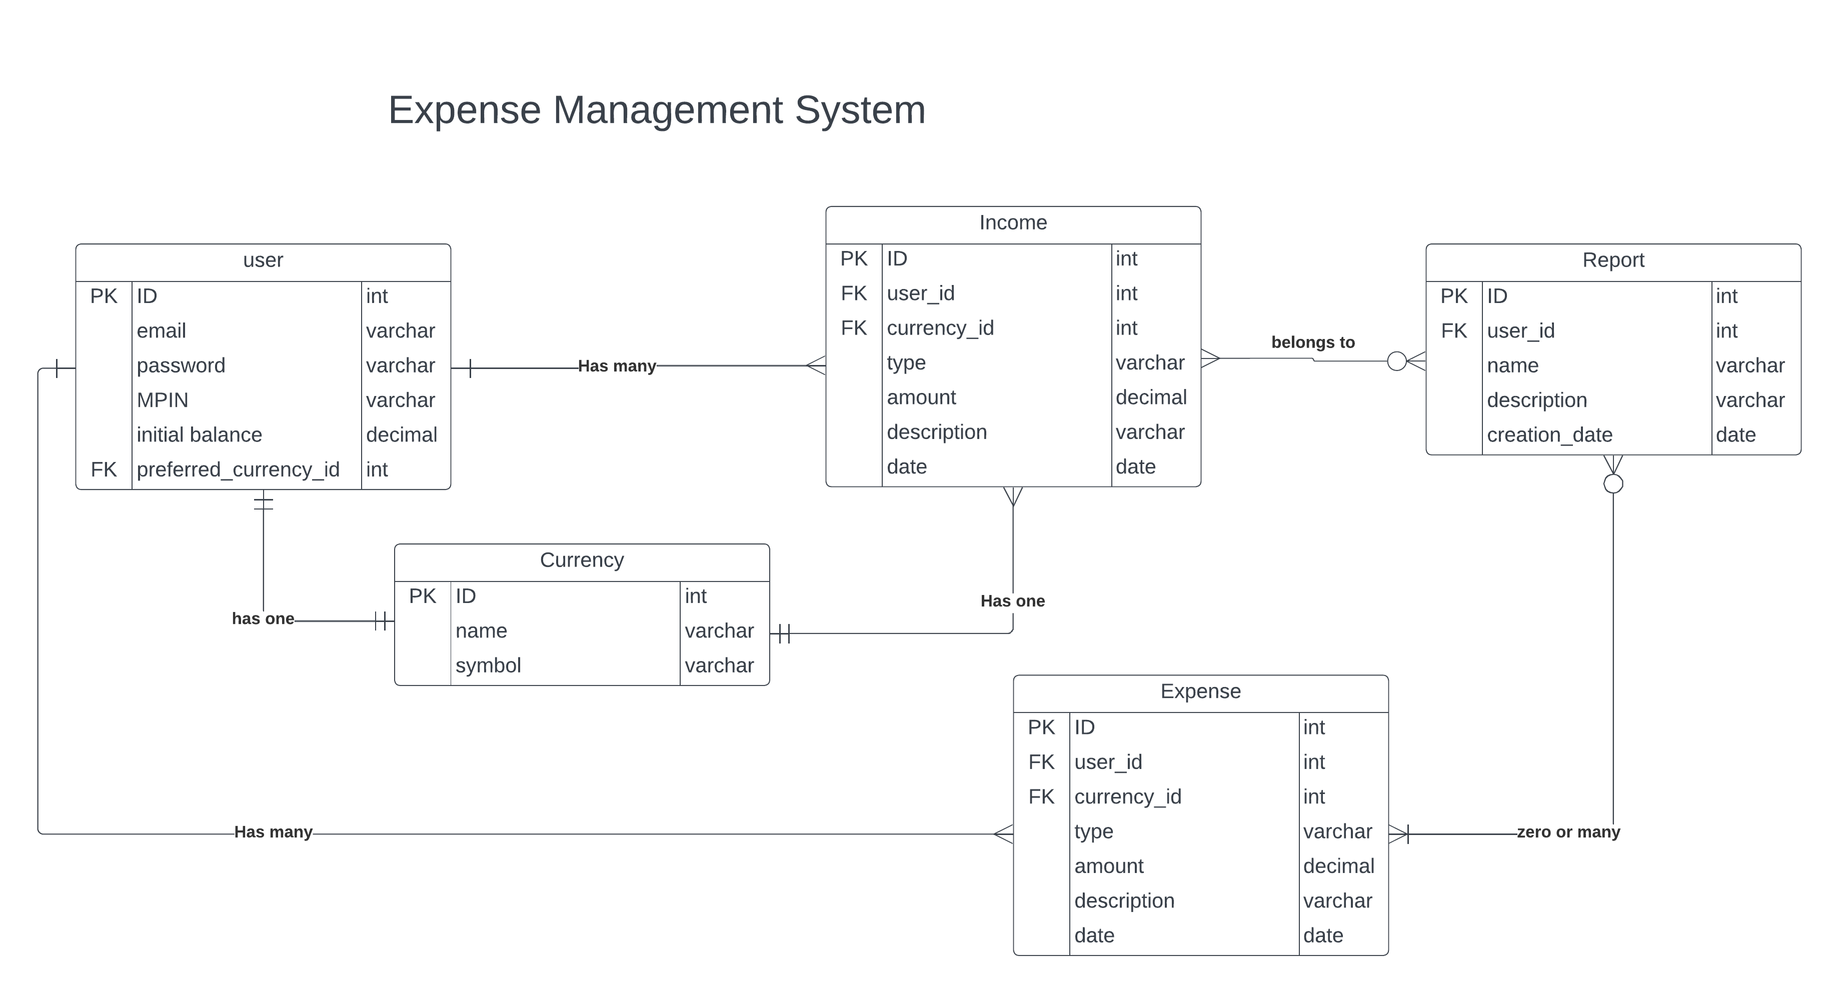 Expense Management System
user
PK ID int
email varchar
password varchar
MPIN varchar
initial balance decimal
FK preferred_currency_id int
Has many
Income
PK ID int
FK user_id int
FK currency_id int
type varchar
amount decimal
description varchar
date date
belongs to
Report
PK ID int
FK user_id int
name varchar
description varchar
creation_date date
has one
Currency
PK ID int
name varchar
symbol varchar
Has one
Expense
PK ID int
FK user_id int
FK currency_id int
type varchar
amount decimal
description varchar
date date
Has many
zero or many